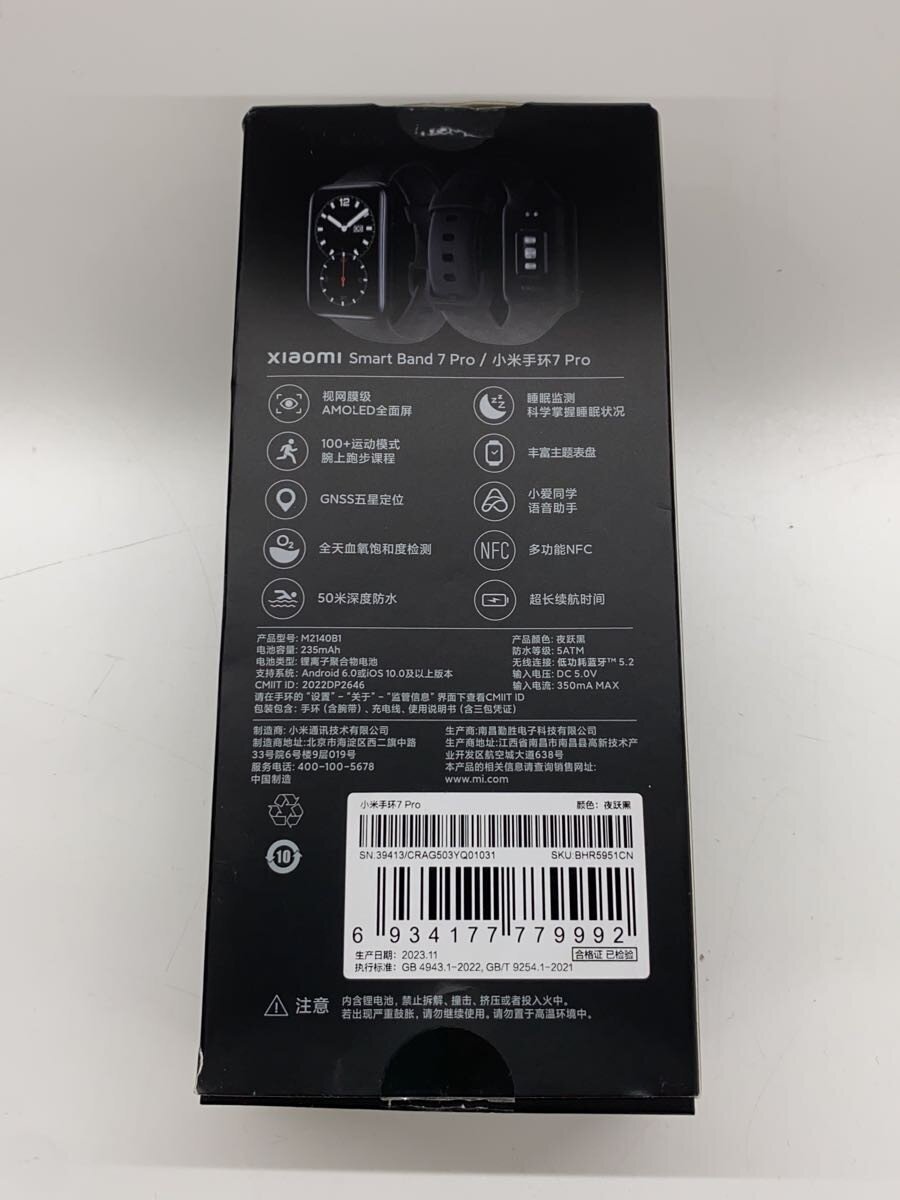 12
xiaomi Smart Band 7 Pro / 小米手环7 Pro
视网膜级
AMOLED全面屏
睡眠监测
科学掌握睡眠状况
100+运动模式
腕上跑步课程
丰富主题表盘
GNSS五星定位
小爱同学
语音助手
O2
全天血氧饱和度检测
NFC
多功能NFC
50米深度防水
超长续航时间
产品型号: M2140B1
电池容量: 235mAh
电池类型: 锂离子聚合物电池
支持系统: Android 6.0或iOS 10.0及以上版本
CMIIT ID: 2022DP2646
产品颜色: 夜跃黑
防水等级: 5ATM
无线连接: 低功耗蓝牙™ 5.2
输入电压: DC 5.0V
输入电流: 350mA MAX
请在手环的 “设置” – “关于” – “监管信息” 界面下查看CMIIT ID
包装包含: 手环（含腕带）、充电线、使用说明书（含三包凭证）
制造商: 小米通讯技术有限公司
制造商地址:北京市海淀区西二旗中路
33号院6号楼9层019号
服务电话: 400-100-5678
中国制造
生产商: 南昌勤胜电子科技有限公司
生产商地址:江西省南昌市南昌县高新技术产
业开发区航空城大道638号
本产品的相关信息请查询销售网址:
www.mi.com
小米手环7 Pro
颜色：夜跃黑
SN:39413/CRAG503YQ01031
SKU:BHR5951CN
6 934177 779992
生产日期: 2023.11
合格证 已检验
执行标准: GB 4943.1-2022, GB/T 9254.1-2021
10
注意
内含锂电池，禁止拆解、撞击、挤压或者投入火中。
若出现严重鼓胀，请勿继续使用。请勿置于高温环境中。